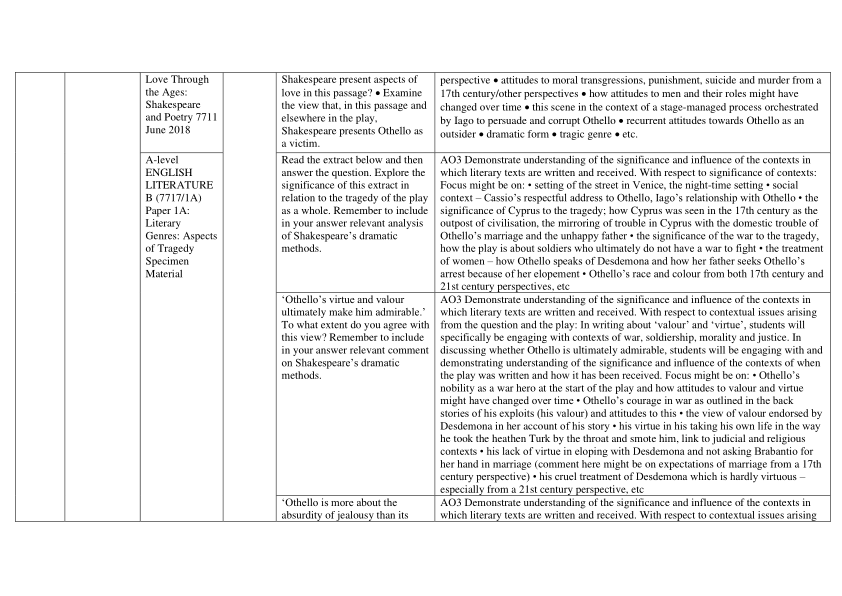 Love Through
the Ages:
Shakespeare
and Poetry 7711
June 2018
Shakespeare present aspects of
love in this passage? • Examine
the view that, in this passage and
elsewhere in the play,
Shakespeare presents Othello as
a victim.
perspective • attitudes to moral transgressions, punishment, suicide and murder from a
17th century/other perspectives • how attitudes to men and their roles might have
changed over time • this scene in the context of a stage-managed process orchestrated
by Iago to persuade and corrupt Othello • recurrent attitudes towards Othello as an
outsider • dramatic form • tragic genre • etc.
A-level
ENGLISH
LITERATURE
B (7717/1A)
Paper 1A:
Literary
Genres: Aspects
of Tragedy
Specimen
Material
Read the extract below and then
answer the question. Explore the
significance of this extract in
relation to the tragedy of the play
as a whole. Remember to include
in your answer relevant analysis
of Shakespeare's dramatic
methods.
AO3 Demonstrate understanding of the significance and influence of the contexts in
which literary texts are written and received. With respect to significance of contexts:
Focus might be on: • setting of the street in Venice, the night-time setting • social
context – Cassio's respectful address to Othello, Iago's relationship with Othello • the
significance of Cyprus to the tragedy; how Cyprus was seen in the 17th century as the
outpost of civilisation, the mirroring of trouble in Cyprus with the domestic trouble of
Othello's marriage and the unhappy father • the significance of the war to the tragedy,
how the play is about soldiers who ultimately do not have a war to fight • the treatment
of women – how Othello speaks of Desdemona and how her father seeks Othello's
arrest because of her elopement • Othello's race and colour from both 17th century and
21st century perspectives, etc
'Othello's virtue and valour
ultimately make him admirable.'
To what extent do you agree with
this view? Remember to include
in your answer relevant comment
on Shakespeare's dramatic
methods.
AO3 Demonstrate understanding of the significance and influence of the contexts in
which literary texts are written and received. With respect to contextual issues arising
from the question and the play: In writing about 'valour' and 'virtue', students will
specifically be engaging with contexts of war, soldiership, morality and justice. In
discussing whether Othello is ultimately admirable, students will be engaging with and
demonstrating understanding of the significance and influence of the contexts of when
the play was written and how it has been received. Focus might be on: • Othello's
nobility as a war hero at the start of the play and how attitudes to valour and virtue
might have changed over time • Othello's courage in war as outlined in the back
stories of his exploits (his valour) and attitudes to this • the view of valour endorsed by
Desdemona in her account of his story • his virtue in his taking his own life in the way
he took the heathen Turk by the throat and smote him, link to judicial and religious
contexts • his lack of virtue in eloping with Desdemona and not asking Brabantio for
her hand in marriage (comment here might be on expectations of marriage from a 17th
century perspective) • his cruel treatment of Desdemona which is hardly virtuous –
especially from a 21st century perspective, etc
'Othello is more about the
absurdity of jealousy than its
AO3 Demonstrate understanding of the significance and influence of the contexts in
which literary texts are written and received. With respect to contextual issues arising